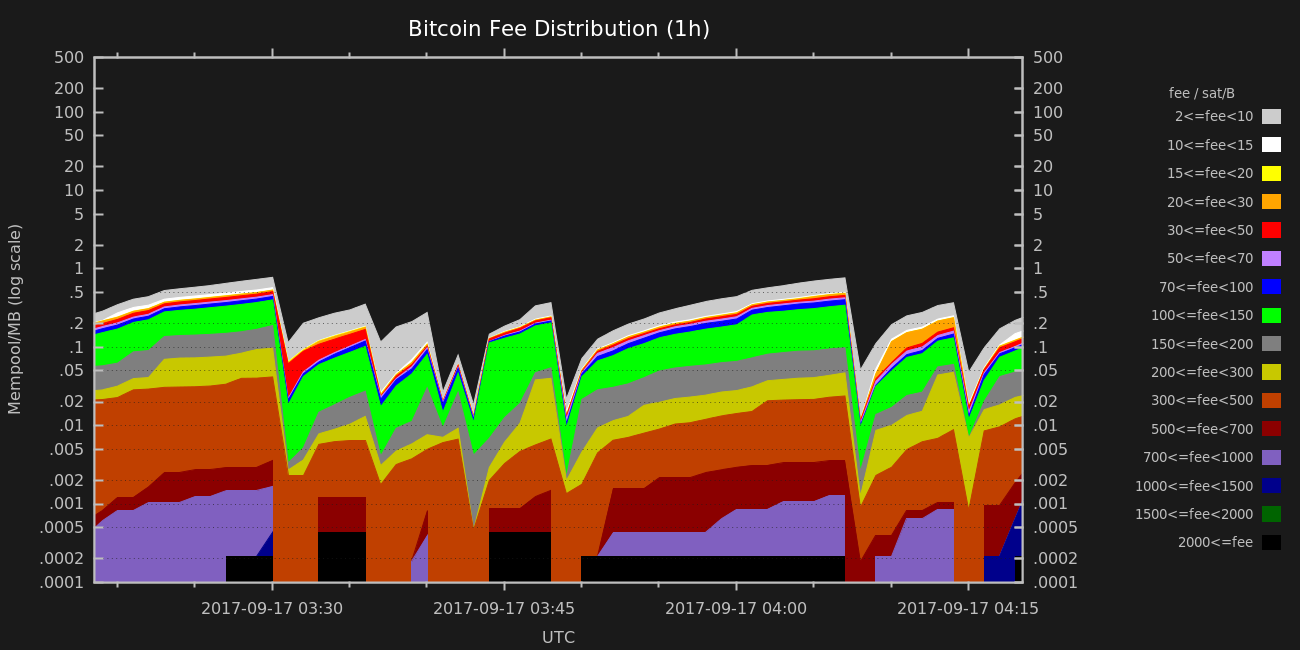 Bitcoin Fee Distribution (1h)
500 500
200 200
100 100
50 50
20 20
10 10
5 5
2 2
1 1
.5 .5
.2 .2
.1 .1
.05 .05
.02 .02
.01 .01
.005 .005
.002 .002
.001 .001
.0005 .0005
.0002 .0002
.0001 .0001
Mempool/MB (log scale)
2017-09-17 03:30 2017-09-17 03:45 2017-09-17 04:00 2017-09-17 04:15
UTC
fee / sat/B
2<=fee<10
10<=fee<15
15<=fee<20
20<=fee<30
30<=fee<50
50<=fee<70
70<=fee<100
100<=fee<150
150<=fee<200
200<=fee<300
300<=fee<500
500<=fee<700
700<=fee<1000
1000<=fee<1500
1500<=fee<2000
2000<=fee